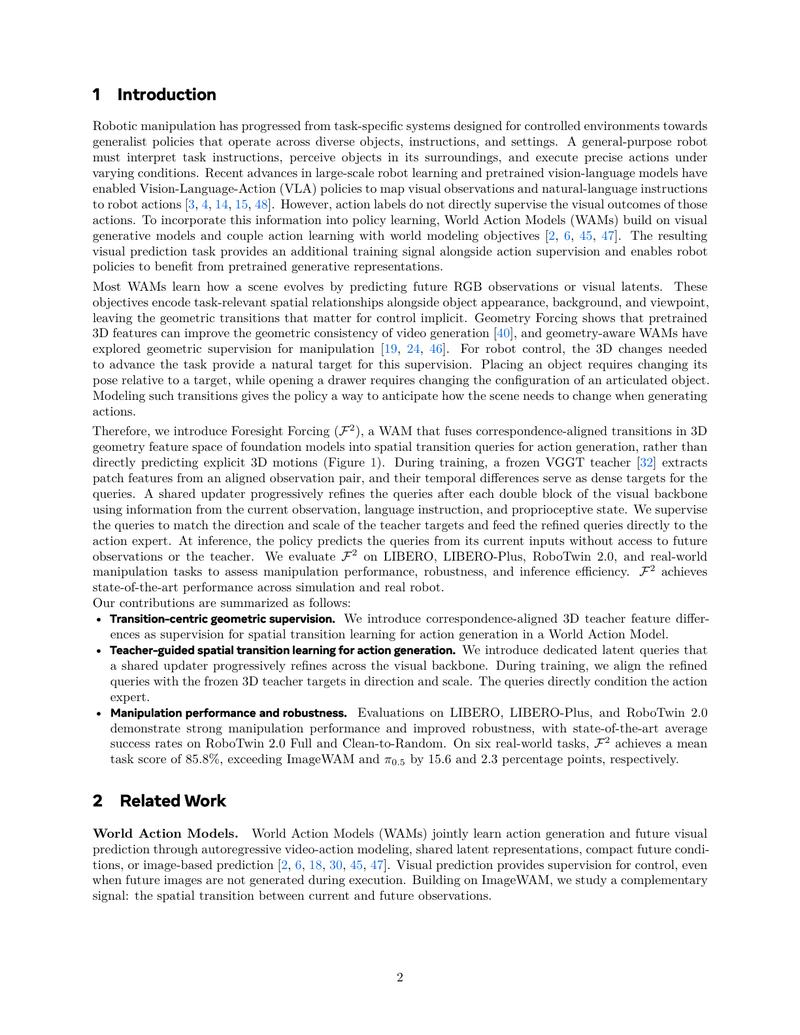 1 Introduction
Robotic manipulation has progressed from task-specific systems designed for controlled environments towards
generalist policies that operate across diverse objects, instructions, and settings. A general-purpose robot
must interpret task instructions, perceive objects in its surroundings, and execute precise actions under
varying conditions. Recent advances in large-scale robot learning and pretrained vision-language models have
enabled Vision-Language-Action (VLA) policies to map visual observations and natural-language instructions
to robot actions [3, 4, 14, 15, 48]. However, action labels do not directly supervise the visual outcomes of those
actions. To incorporate this information into policy learning, World Action Models (WAMs) build on visual
generative models and couple action learning with world modeling objectives [2, 6, 45, 47]. The resulting
visual prediction task provides an additional training signal alongside action supervision and enables robot
policies to benefit from pretrained generative representations.
Most WAMs learn how a scene evolves by predicting future RGB observations or visual latents. These
objectives encode task-relevant spatial relationships alongside object appearance, background, and viewpoint,
leaving the geometric transitions that matter for control implicit. Geometry Forcing shows that pretrained
3D features can improve the geometric consistency of video generation [40], and geometry-aware WAMs have
explored geometric supervision for manipulation [19, 24, 46]. For robot control, the 3D changes needed
to advance the task provide a natural target for this supervision. Placing an object requires changing its
pose relative to a target, while opening a drawer requires changing the configuration of an articulated object.
Modeling such transitions gives the policy a way to anticipate how the scene needs to change when generating
actions.
Therefore, we introduce Foresight Forcing (𝓕²), a WAM that fuses correspondence-aligned transitions in 3D
geometry feature space of foundation models into spatial transition queries for action generation, rather than
directly predicting explicit 3D motions (Figure 1). During training, a frozen VGGT teacher [32] extracts
patch features from an aligned observation pair, and their temporal differences serve as dense targets for the
queries. A shared updater progressively refines the queries after each double block of the visual backbone
using information from the current observation, language instruction, and proprioceptive state. We supervise
the queries to match the direction and scale of the teacher targets and feed the refined queries directly to the
action expert. At inference, the policy predicts the queries from its current inputs without access to future
observations or the teacher. We evaluate 𝓕² on LIBERO, LIBERO-Plus, RoboTwin 2.0, and real-world
manipulation tasks to assess manipulation performance, robustness, and inference efficiency. 𝓕² achieves
state-of-the-art performance across simulation and real robot.
Our contributions are summarized as follows:
• Transition-centric geometric supervision. We introduce correspondence-aligned 3D teacher feature differ-
ences as supervision for spatial transition learning for action generation in a World Action Model.
• Teacher-guided spatial transition learning for action generation. We introduce dedicated latent queries that
a shared updater progressively refines across the visual backbone. During training, we align the refined
queries with the frozen 3D teacher targets in direction and scale. The queries directly condition the action
expert.
• Manipulation performance and robustness. Evaluations on LIBERO, LIBERO-Plus, and RoboTwin 2.0
demonstrate strong manipulation performance and improved robustness, with state-of-the-art average
success rates on RoboTwin 2.0 Full and Clean-to-Random. On six real-world tasks, 𝓕² achieves a mean
task score of 85.8%, exceeding ImageWAM and π0.5 by 15.6 and 2.3 percentage points, respectively.
2 Related Work
World Action Models. World Action Models (WAMs) jointly learn action generation and future visual
prediction through autoregressive video-action modeling, shared latent representations, compact future condi-
tions, or image-based prediction [2, 6, 18, 30, 45, 47]. Visual prediction provides supervision for control, even
when future images are not generated during execution. Building on ImageWAM, we study a complementary
signal: the spatial transition between current and future observations.
2